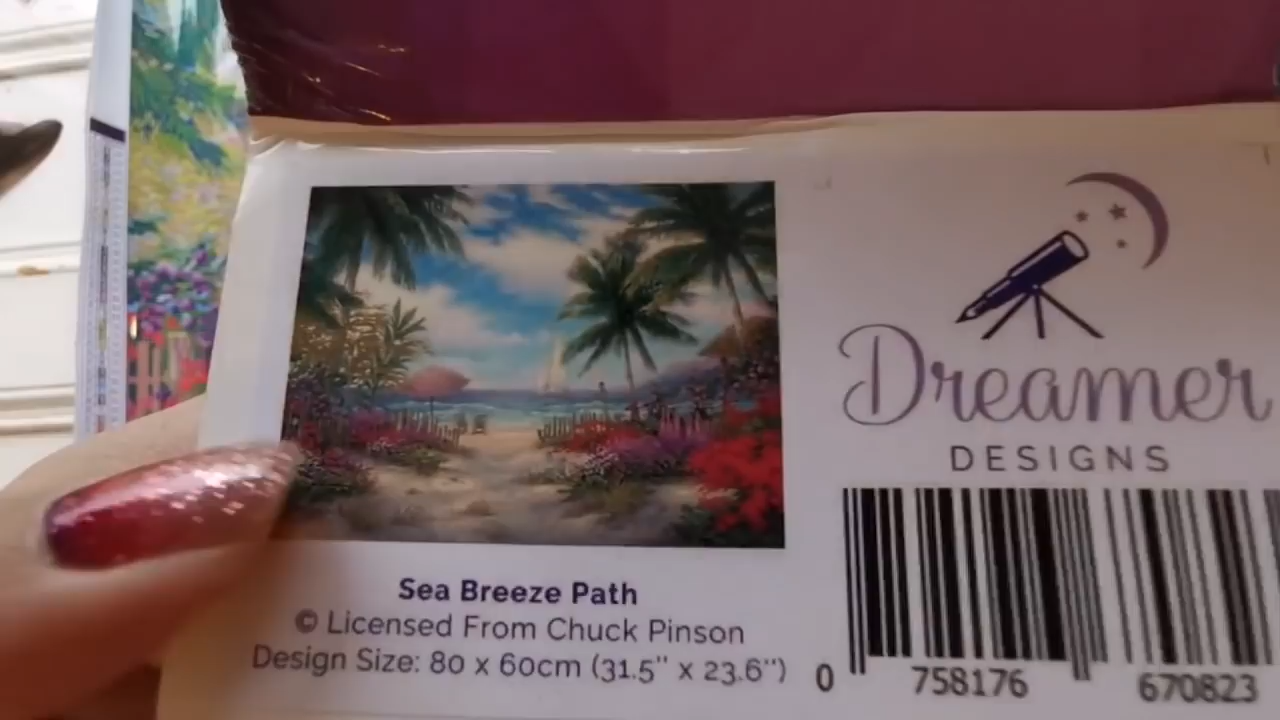 Dreamer
DESIGNS
Sea Breeze Path
© Licensed From Chuck Pinson
Design Size: 80 x 60cm (31.5" x 23.6")
0 758176 670823